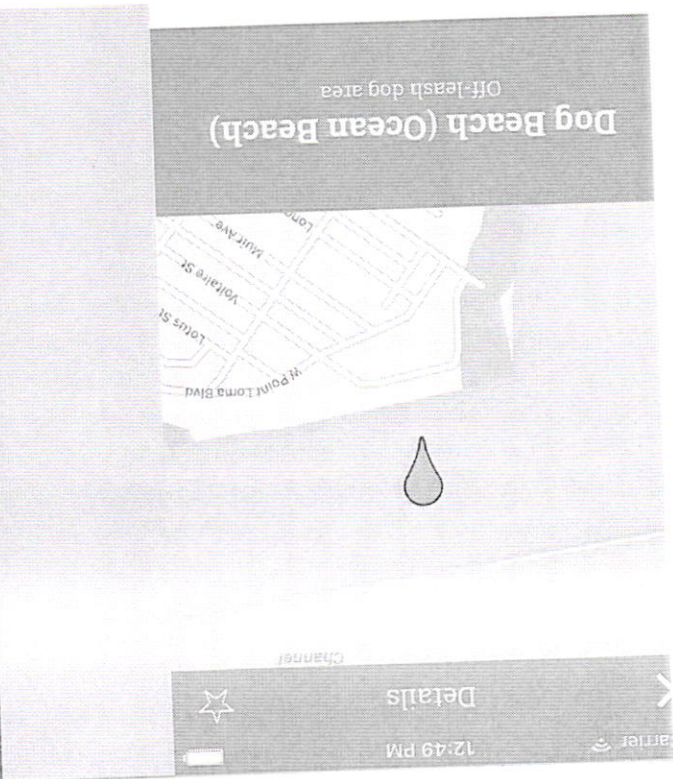 12:49 PM
Details
Channel
W Point Loma Blvd
Lotus St
Voltaire St
Muir Ave
Dog Beach (Ocean Beach)
Off-leash dog area